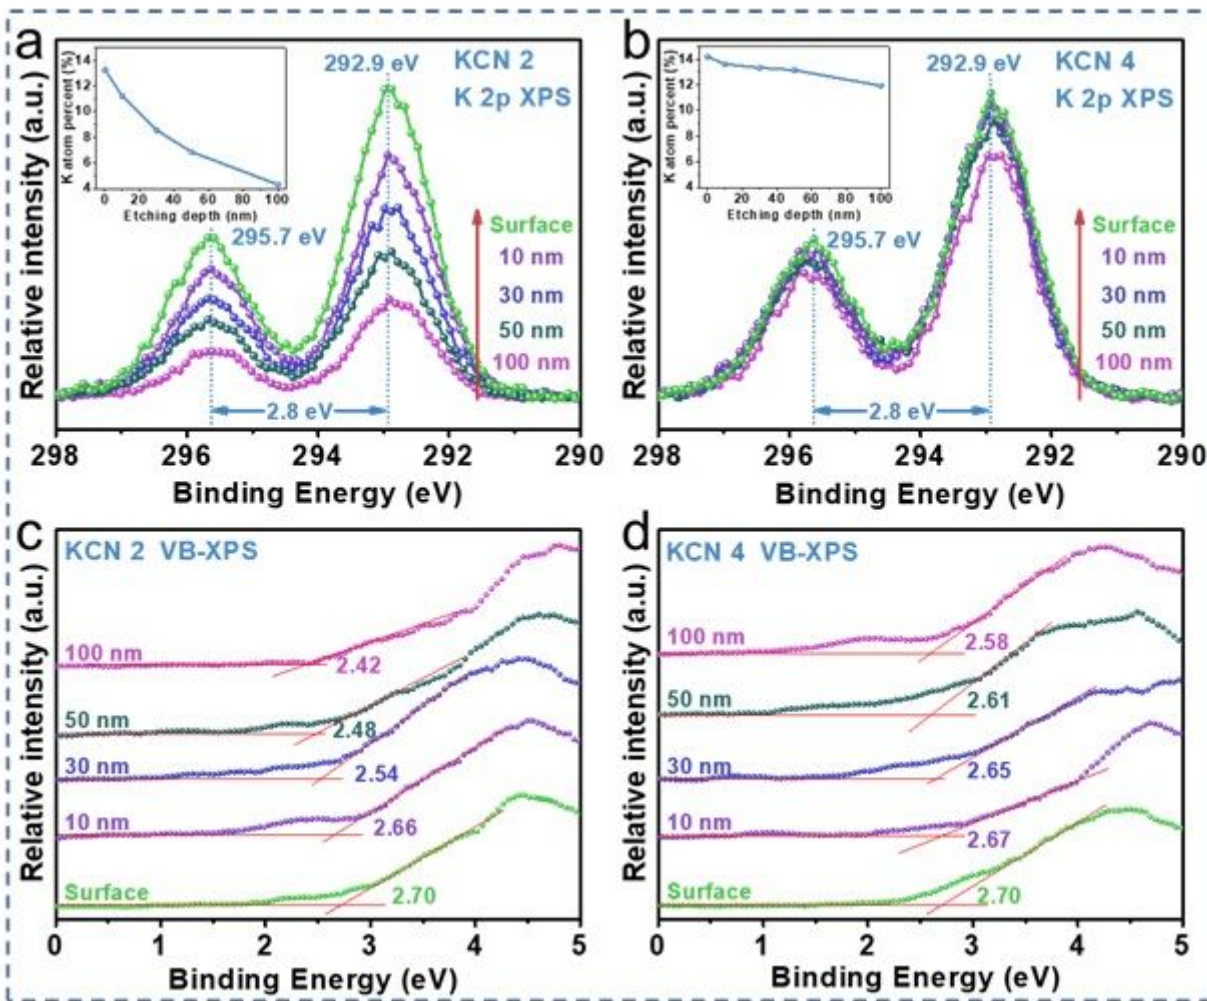 a
KCN 2
K 2p XPS
292.9 eV
295.7 eV
2.8 eV
Surface
10 nm
30 nm
50 nm
100 nm
K atom percent (%)
14
12
10
8
6
4
0 20 40 60 80 100
Etching depth (nm)
Relative intensity (a.u.)
298 296 294 292 290
Binding Energy (eV)
b
KCN 4
K 2p XPS
292.9 eV
295.7 eV
2.8 eV
Surface
10 nm
30 nm
50 nm
100 nm
K atom percent (%)
14
12
10
8
6
4
0 20 40 60 80 100
Etching depth (nm)
Relative intensity (a.u.)
298 296 294 292 290
Binding Energy (eV)
c
KCN 2 VB-XPS
100 nm 2.42
50 nm 2.48
30 nm 2.54
10 nm 2.66
Surface 2.70
Relative intensity (a.u.)
0 1 2 3 4 5
Binding Energy (eV)
d
KCN 4 VB-XPS
100 nm 2.58
50 nm 2.61
30 nm 2.65
10 nm 2.67
Surface 2.70
Relative intensity (a.u.)
0 1 2 3 4 5
Binding Energy (eV)